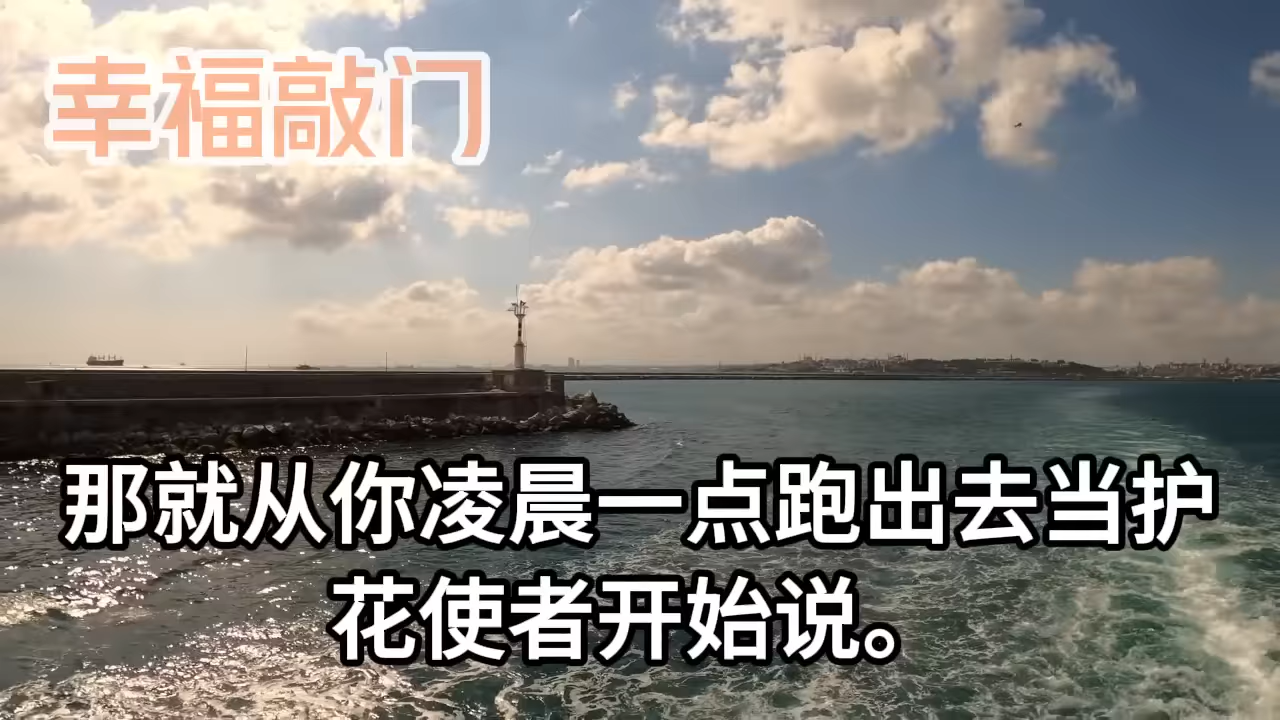 幸福敲门
那就从你凌晨一点跑出去当护
花使者开始说。